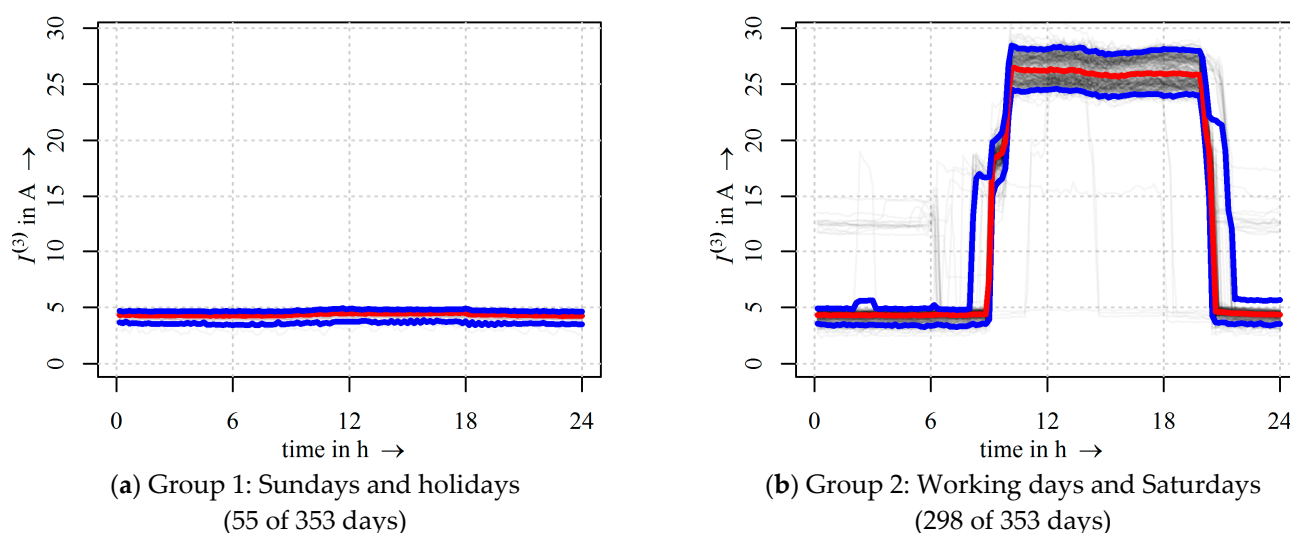 30
25
20
15
10
5
0
I(3) in A →
0 6 12 18 24
time in h →
(a) Group 1: Sundays and holidays
(55 of 353 days)
30
25
20
15
10
5
0
I(3) in A →
0 6 12 18 24
time in h →
(b) Group 2: Working days and Saturdays
(298 of 353 days)